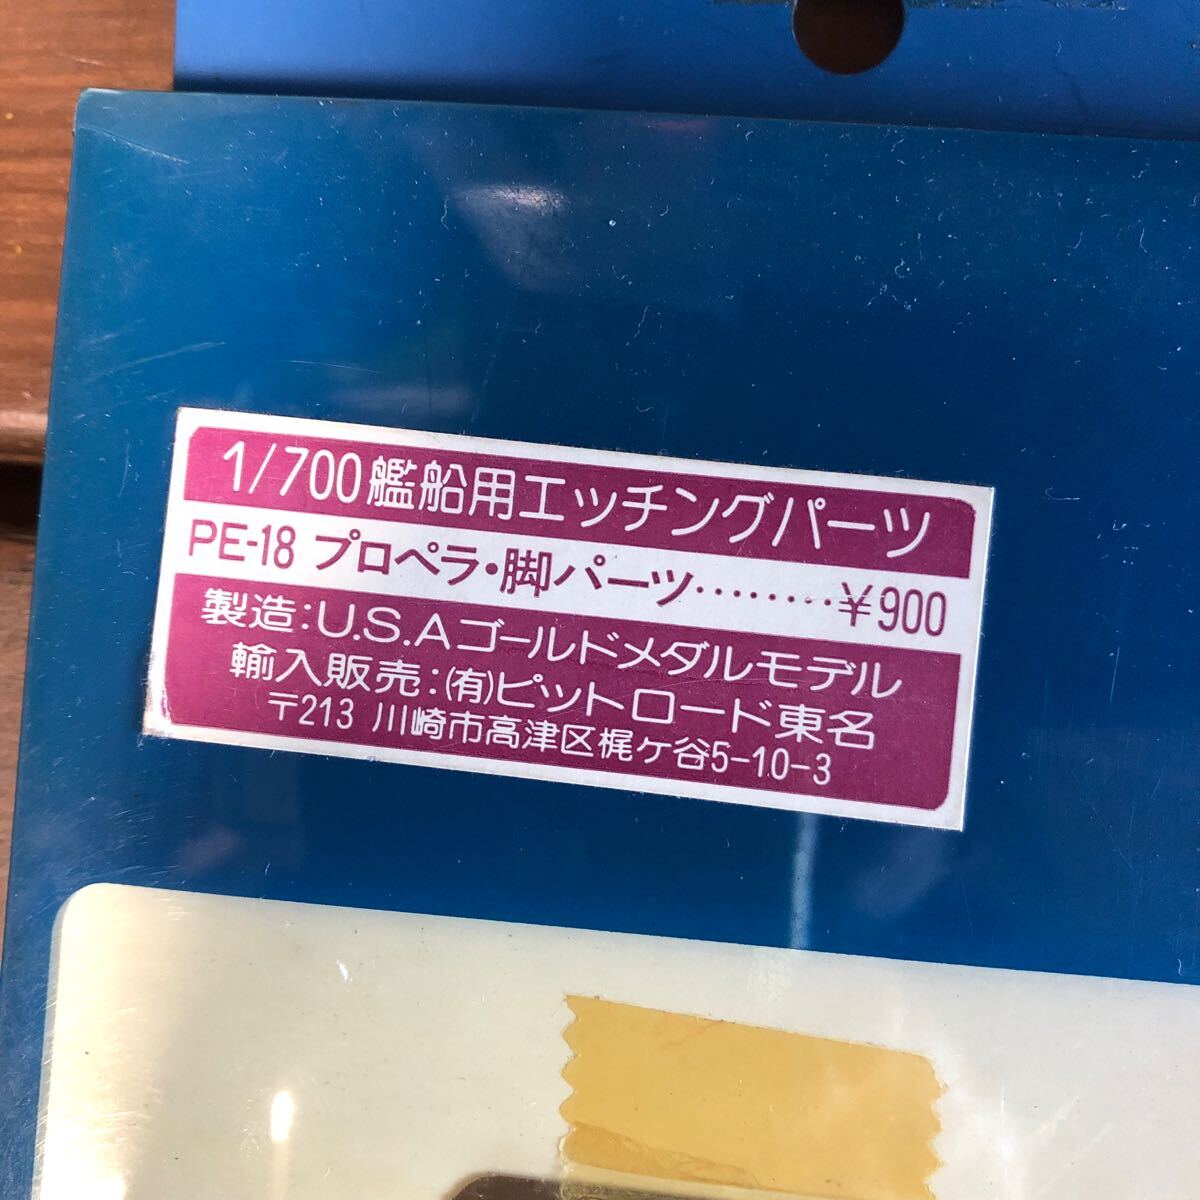 1/700艦船用エッチングパーツ
PE-18 プロペラ・脚パーツ………¥900
製造：U.S.Aゴールドメダルモデル
輸入販売：(有)ピットロード東名
〒213 川崎市高津区梶ケ谷5-10-3